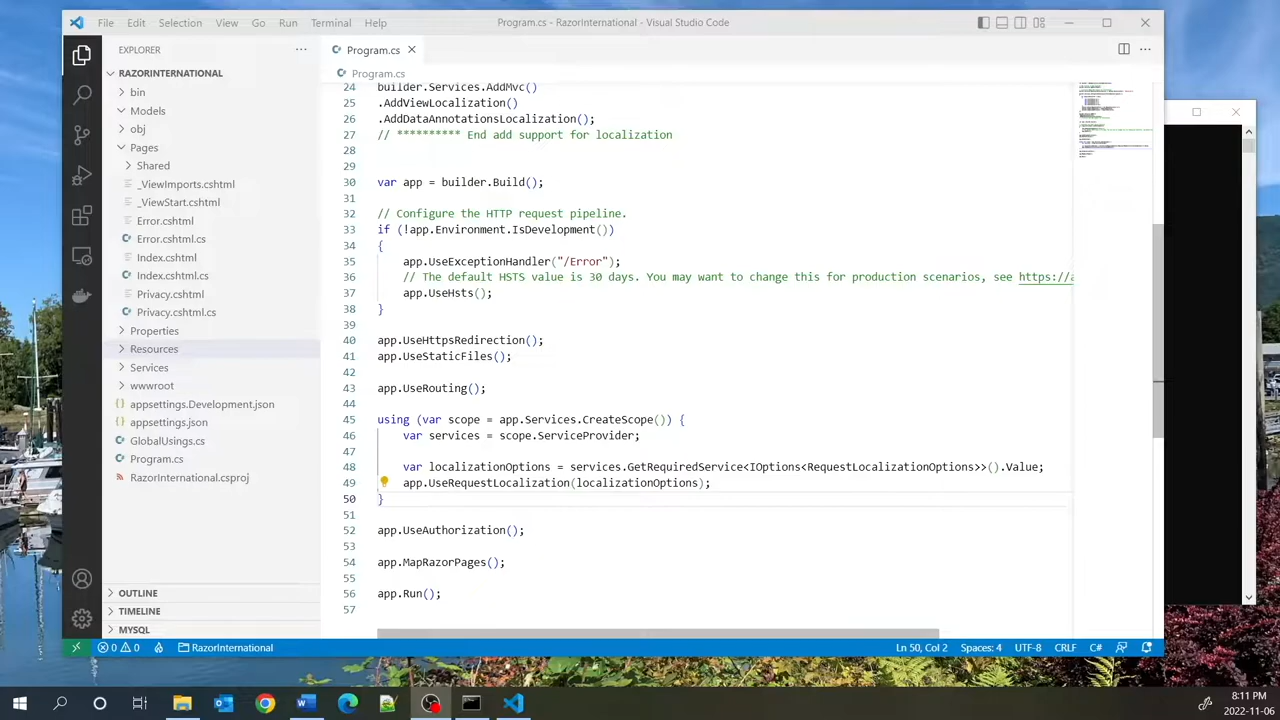 File Edit Selection View Go Run Terminal Help
Program.cs - RazorInternational - Visual Studio Code
EXPLORER
RAZORINTERNATIONAL
bin
Models
obj
Pages
Shared
_ViewImports.cshtml
_ViewStart.cshtml
Error.cshtml
Error.cshtml.cs
Index.cshtml
Index.cshtml.cs
Privacy.cshtml
Privacy.cshtml.cs
Properties
Resources
Services
wwwroot
appsettings.Development.json
appsettings.json
GlobalUsings.cs
Program.cs
RazorInternational.csproj
OUTLINE
TIMELINE
MYSQL
Program.cs
Program.cs
24 builder.Services.AddMvc()
25 .AddViewLocalization()
26 .AddDataAnnotationsLocalization();
27 ********** end add support for localization
28
29
30 var app = builder.Build();
31
32 // Configure the HTTP request pipeline.
33 if (!app.Environment.IsDevelopment())
34 {
35 app.UseExceptionHandler("/Error");
36 // The default HSTS value is 30 days. You may want to change this for production scenarios, see https://a
37 app.UseHsts();
38 }
39
40 app.UseHttpsRedirection();
41 app.UseStaticFiles();
42
43 app.UseRouting();
44
45 using (var scope = app.Services.CreateScope()) {
46 var services = scope.ServiceProvider;
47
48 var localizationOptions = services.GetRequiredService<IOptions<RequestLocalizationOptions>>().Value;
49 app.UseRequestLocalization(localizationOptions);
50 }
51
52 app.UseAuthorization();
53
54 app.MapRazorPages();
55
56 app.Run();
57
0 0 RazorInternational Ln 50, Col 2 Spaces: 4 UTF-8 CRLF C#
8:11 PM
2022-11-06